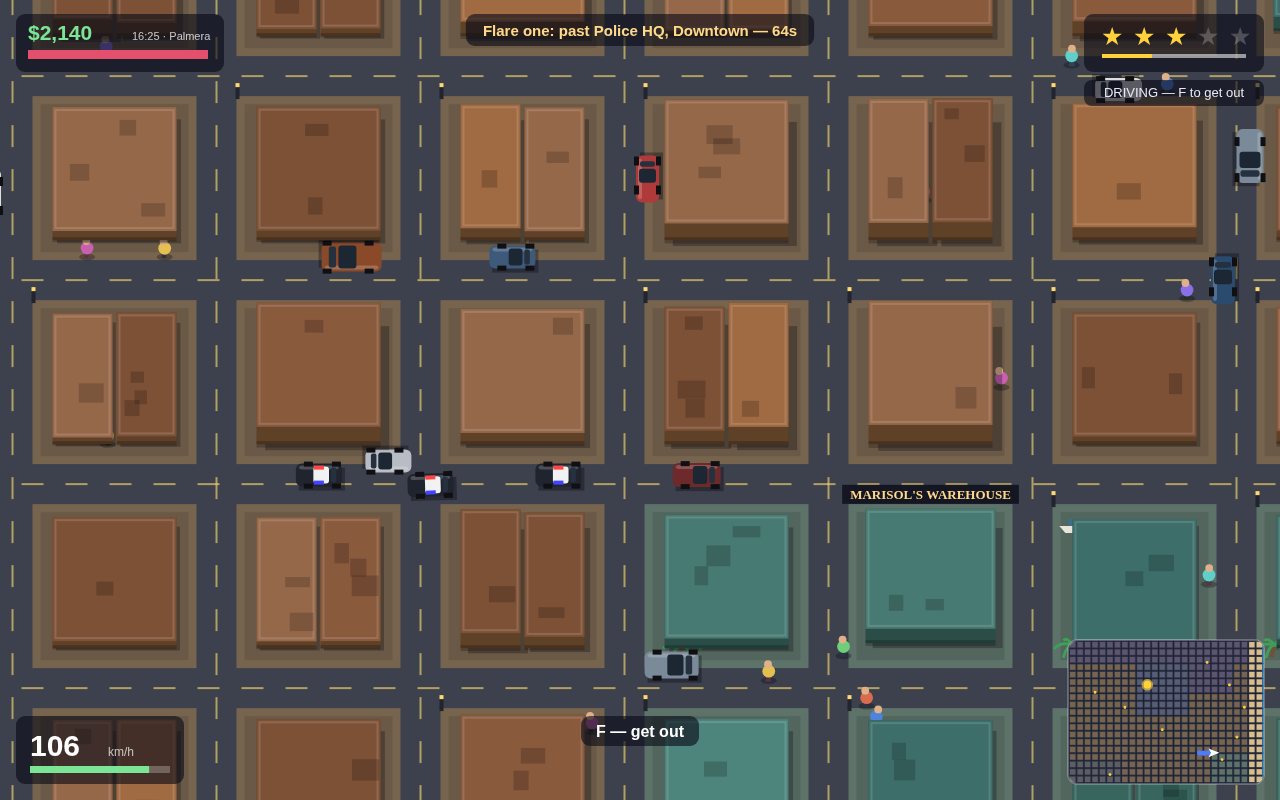 $2,140
16:25 · Palmera
Flare one: past Police HQ, Downtown — 64s
DRIVING — F to get out
MARISOL'S WAREHOUSE
F — get out
106 km/h